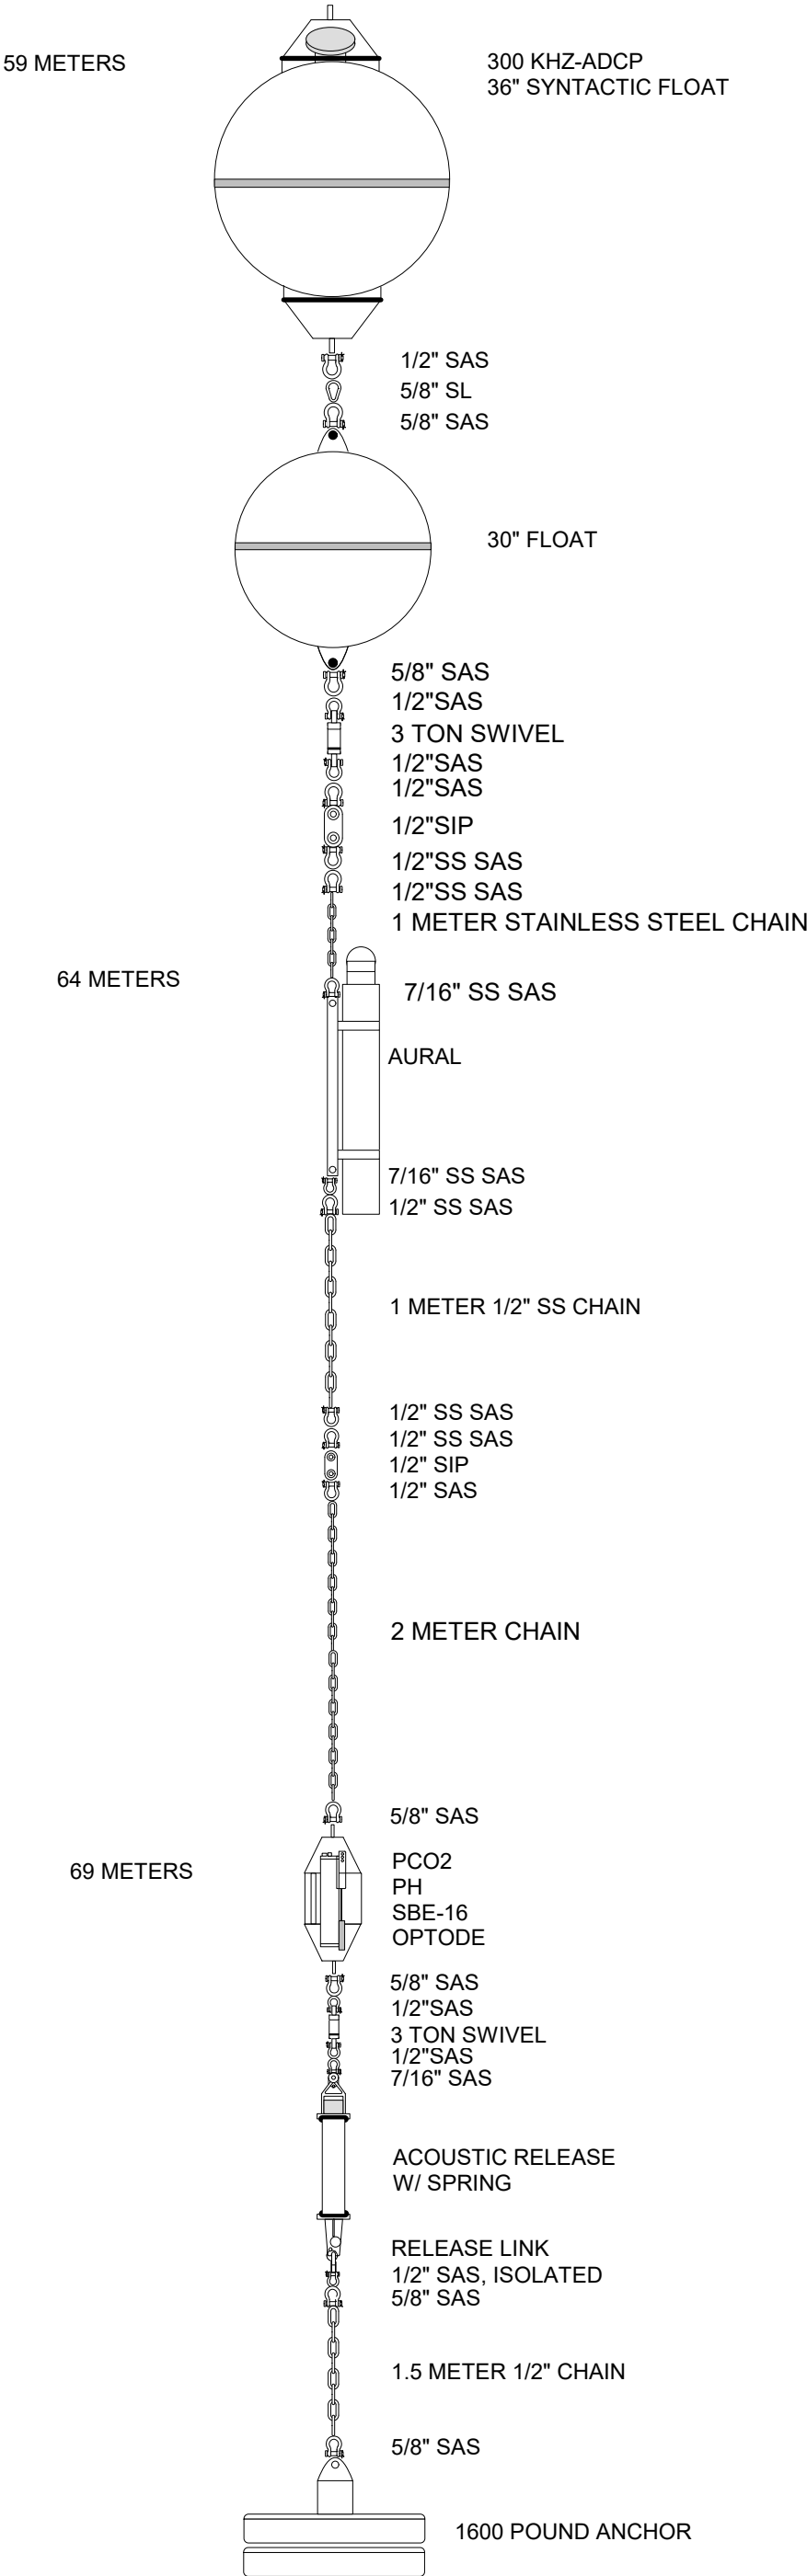 59 METERS
300 KHZ-ADCP
36" SYNTACTIC FLOAT
1/2" SAS
5/8" SL
5/8" SAS
30" FLOAT
5/8" SAS
1/2"SAS
3 TON SWIVEL
1/2"SAS
1/2"SAS
1/2"SIP
1/2"SS SAS
1/2"SS SAS
1 METER STAINLESS STEEL CHAIN
64 METERS
7/16" SS SAS
AURAL
7/16" SS SAS
1/2" SS SAS
1 METER 1/2" SS CHAIN
1/2" SS SAS
1/2" SS SAS
1/2" SIP
1/2" SAS
2 METER CHAIN
5/8" SAS
69 METERS
PCO2
PH
SBE-16
OPTODE
5/8" SAS
1/2"SAS
3 TON SWIVEL
1/2"SAS
7/16" SAS
ACOUSTIC RELEASE
W/ SPRING
RELEASE LINK
1/2" SAS, ISOLATED
5/8" SAS
1.5 METER 1/2" CHAIN
5/8" SAS
1600 POUND ANCHOR